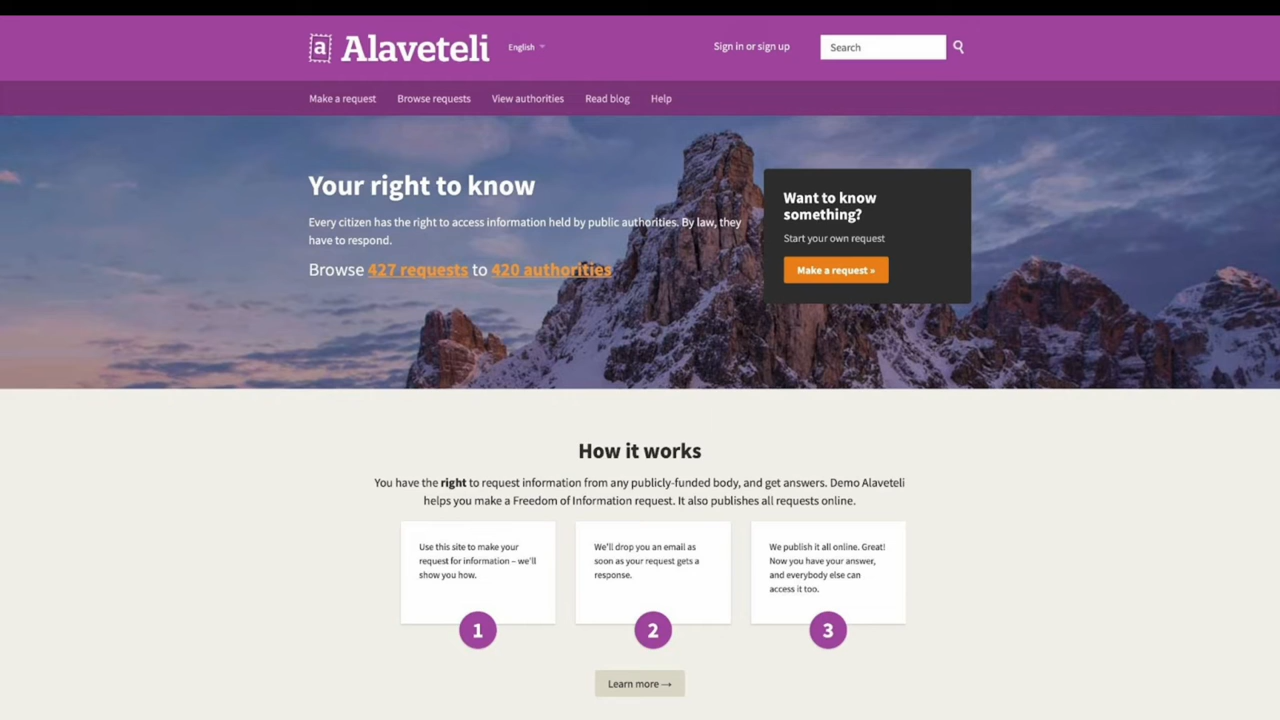 a Alaveteli
English
Sign in or sign up
Search
Make a request
Browse requests
View authorities
Read blog
Help
Your right to know
Every citizen has the right to access information held by public authorities. By law, they
have to respond.
Browse 427 requests to 420 authorities
Want to know
something?
Start your own request
Make a request »
How it works
You have the right to request information from any publicly-funded body, and get answers. Demo Alaveteli
helps you make a Freedom of Information request. It also publishes all requests online.
Use this site to make your
request for information – we'll
show you how.
1
We'll drop you an email as
soon as your request gets a
response.
2
We publish it all online. Great!
Now you have your answer,
and everybody else can
access it too.
3
Learn more →